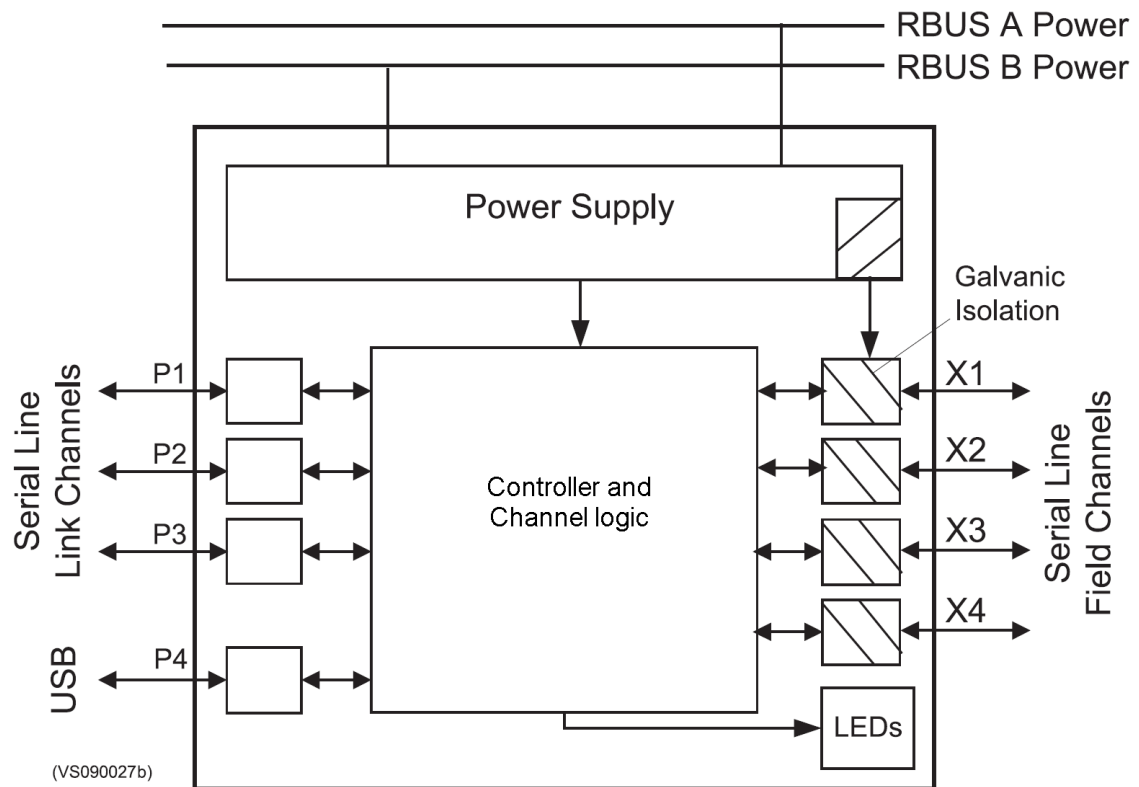 RBUS A Power
RBUS B Power
Power Supply
Galvanic
Isolation
P1
X1
P2
X2
P3
X3
X4
P4
Serial Line
Link Channels
USB
Controller and
Channel logic
Serial Line
Field Channels
LEDs
(VS090027b)